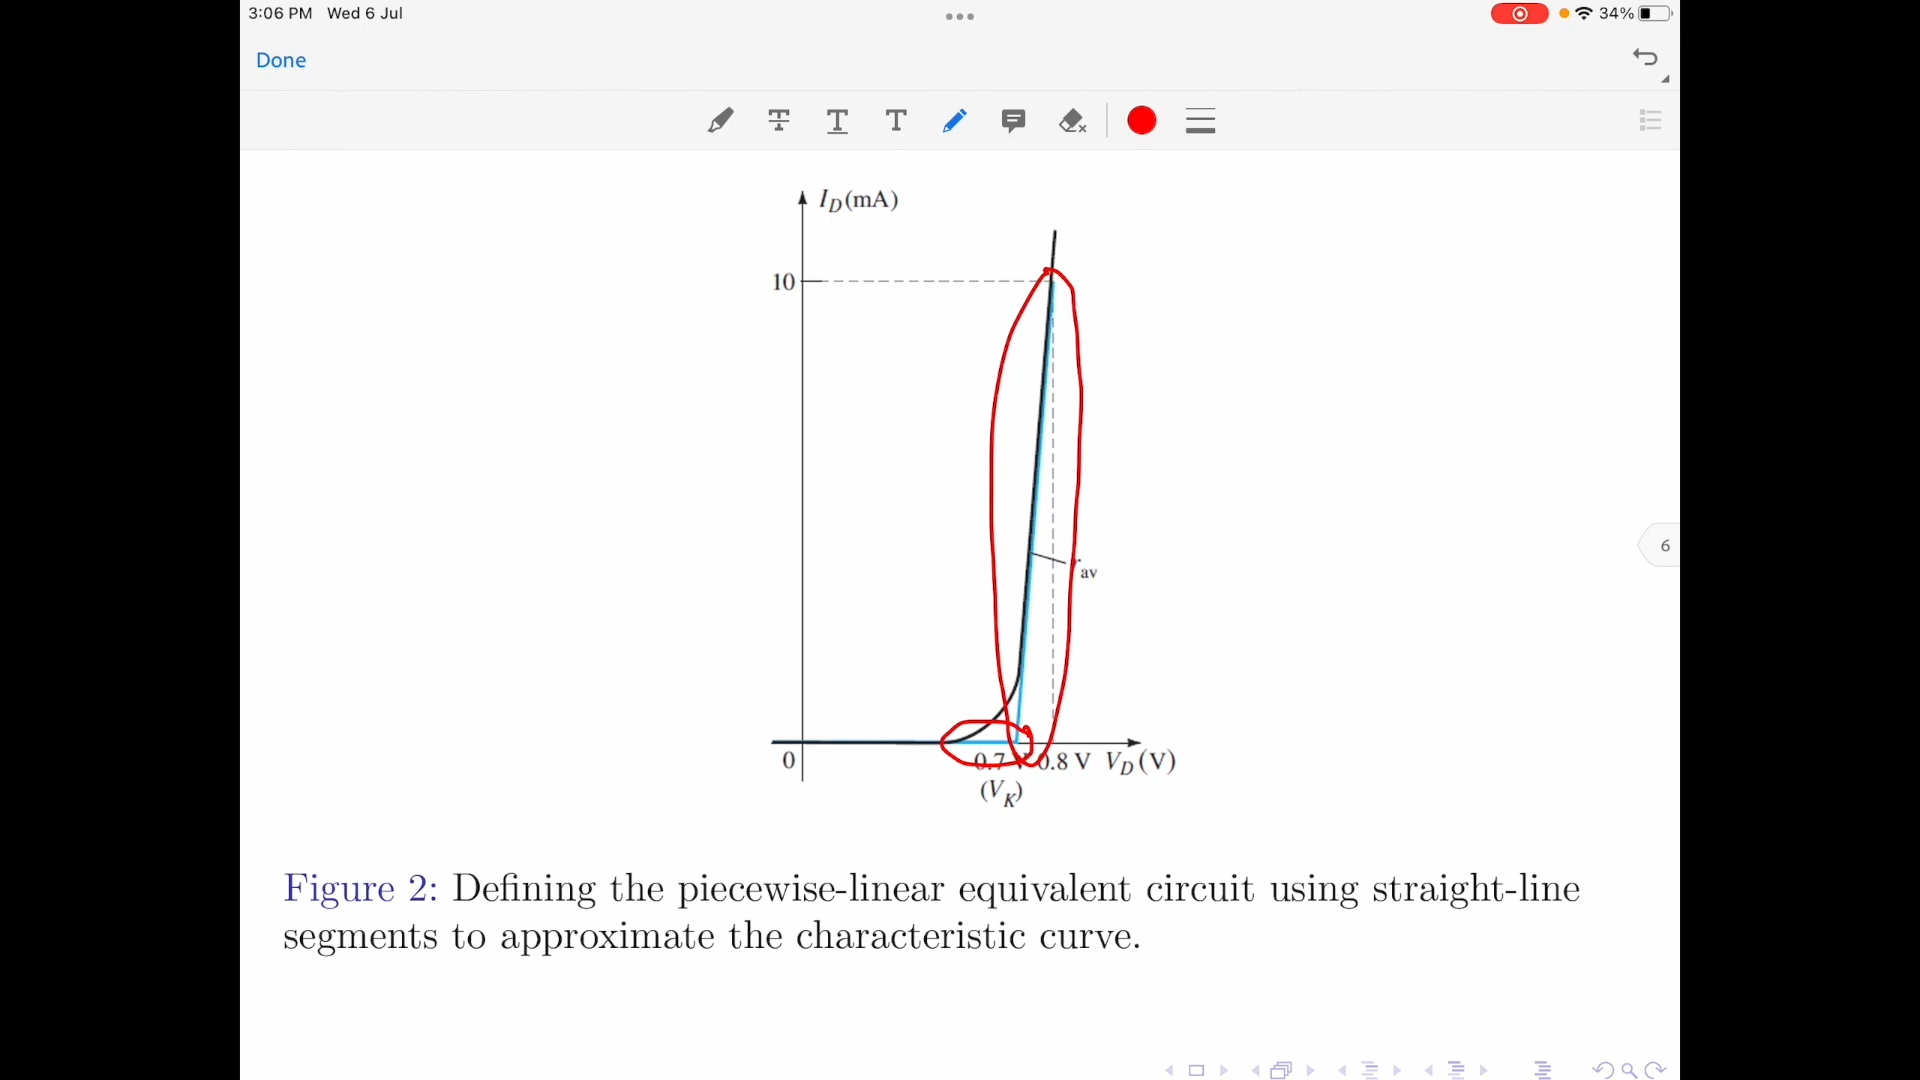 3:06 PM Wed 6 Jul
34%
Done
I_D(mA)
10
r_av
0
0.7 V 0.8 V V_D(V)
(V_K)
6
Figure 2: Defining the piecewise-linear equivalent circuit using straight-line
segments to approximate the characteristic curve.